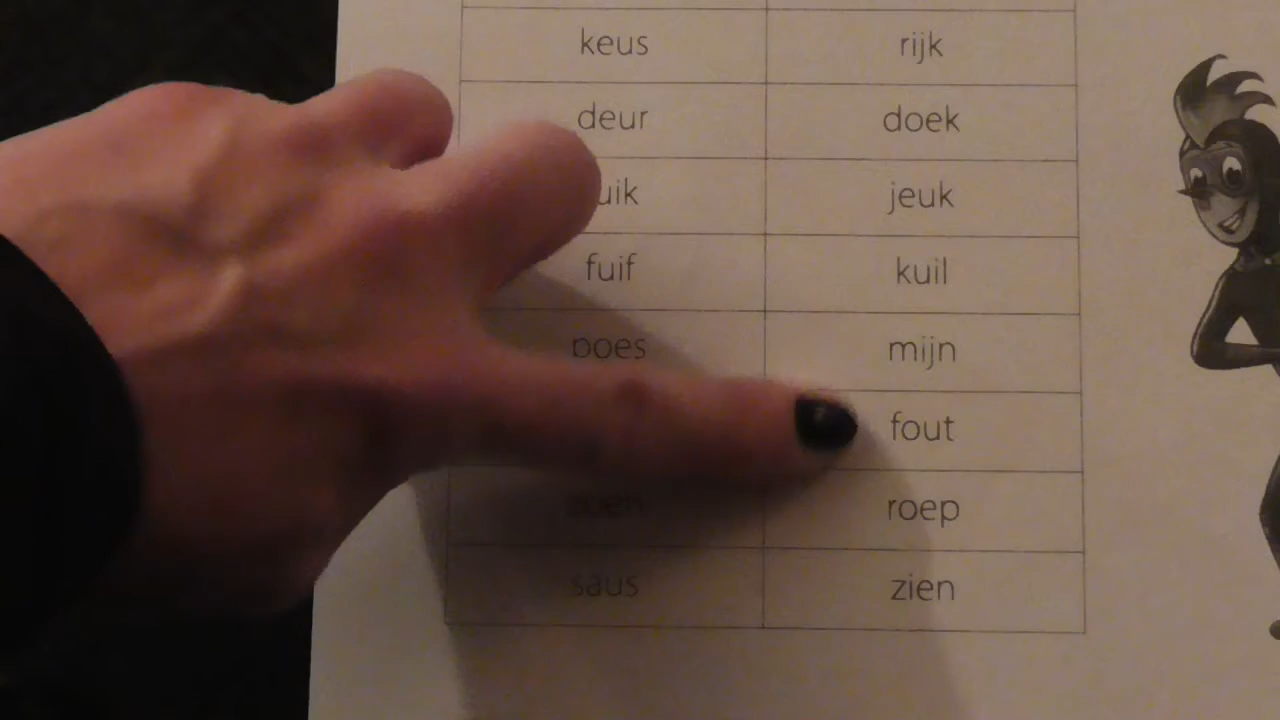 keus rijk
deur doek
jeuk
fuif kuil
poes mijn
fout
roep
saus zien